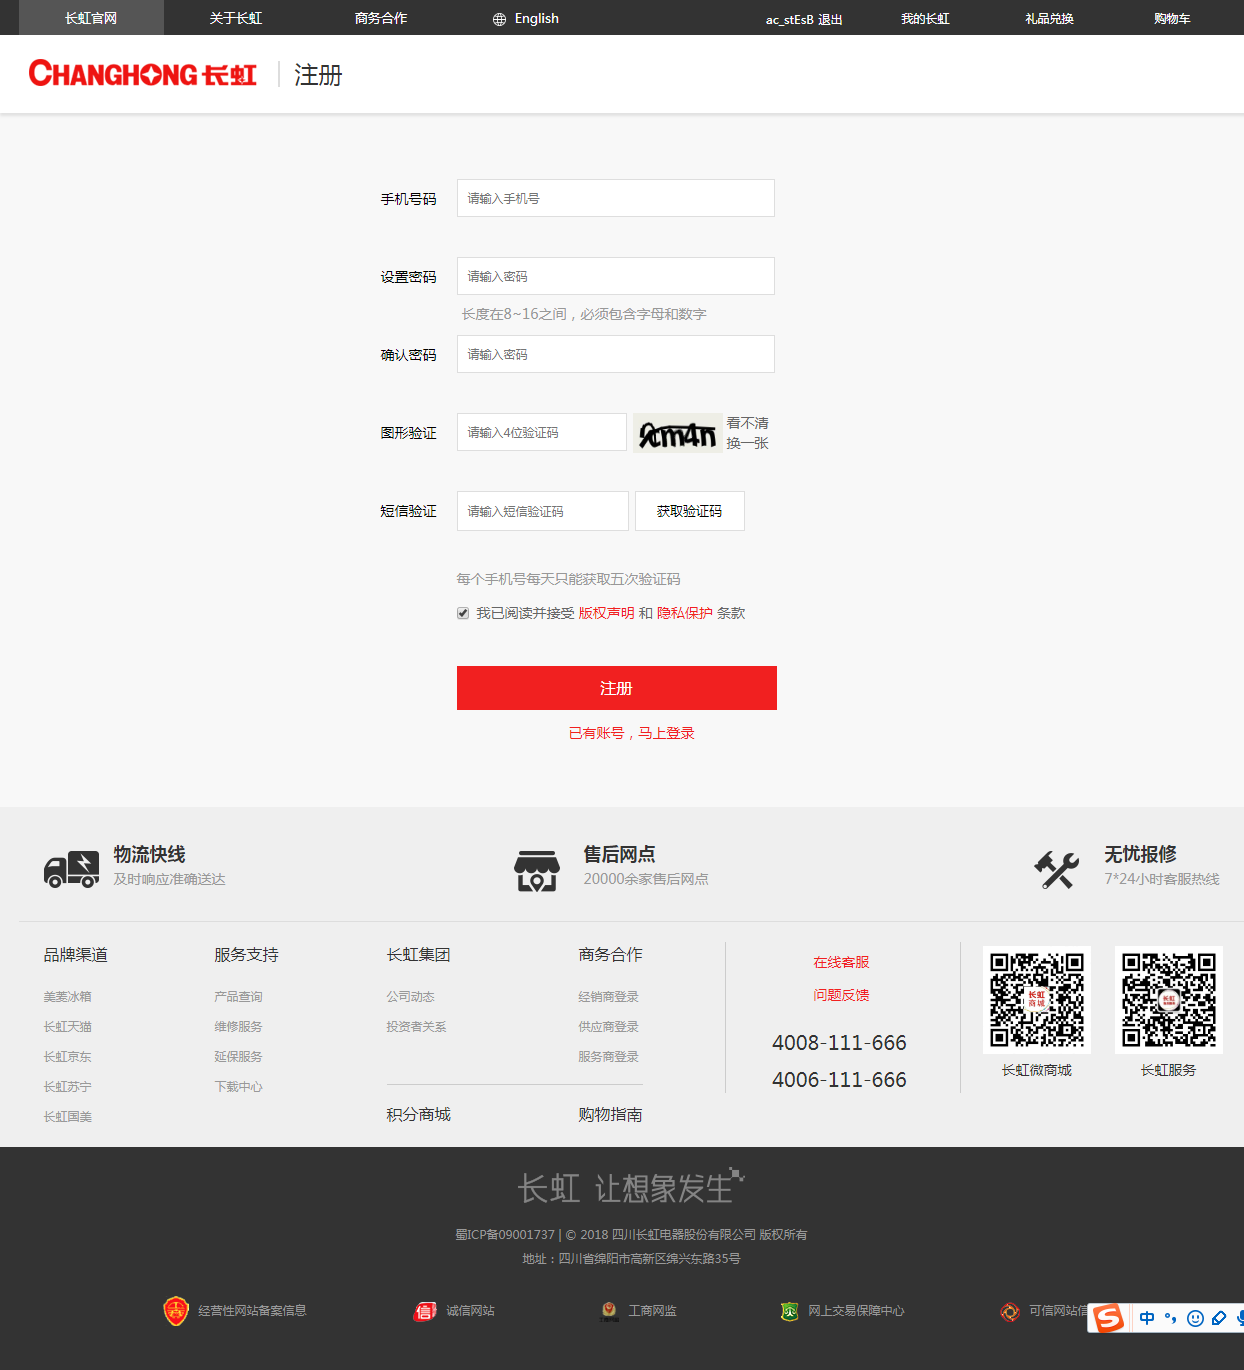 长虹官网 关于长虹 商务合作 English ac_stEsB 退出 我的长虹 礼品兑换 购物车
CHANGHONG 长虹 注册
手机号码 请输入手机号
设置密码 请输入密码
长度在8~16之间，必须包含字母和数字
确认密码 请输入密码
图形验证 请输入4位验证码 看不清
换一张
短信验证 请输入短信验证码 获取验证码
每个手机号每天只能获取五次验证码
我已阅读并接受 版权声明 和 隐私保护 条款
注册
已有账号，马上登录
物流快线
及时响应准确送达
售后网点
20000余家售后网点
无忧报修
7*24小时客服热线
品牌渠道
美菱冰箱
长虹天猫
长虹京东
长虹苏宁
长虹国美
服务支持
产品查询
维修服务
延保服务
下载中心
长虹集团
公司动态
投资者关系
商务合作
经销商登录
供应商登录
服务商登录
积分商城 购物指南
在线客服
问题反馈
4008-111-666
4006-111-666
长虹
商城
长虹微商城
长虹服务
长虹 让想象发生
蜀ICP备09001737 | © 2018 四川长虹电器股份有限公司 版权所有
地址：四川省绵阳市高新区绵兴东路35号
经营性网站备案信息 信 诚信网站 工商网监 网上交易保障中心 可信网站信
S 中